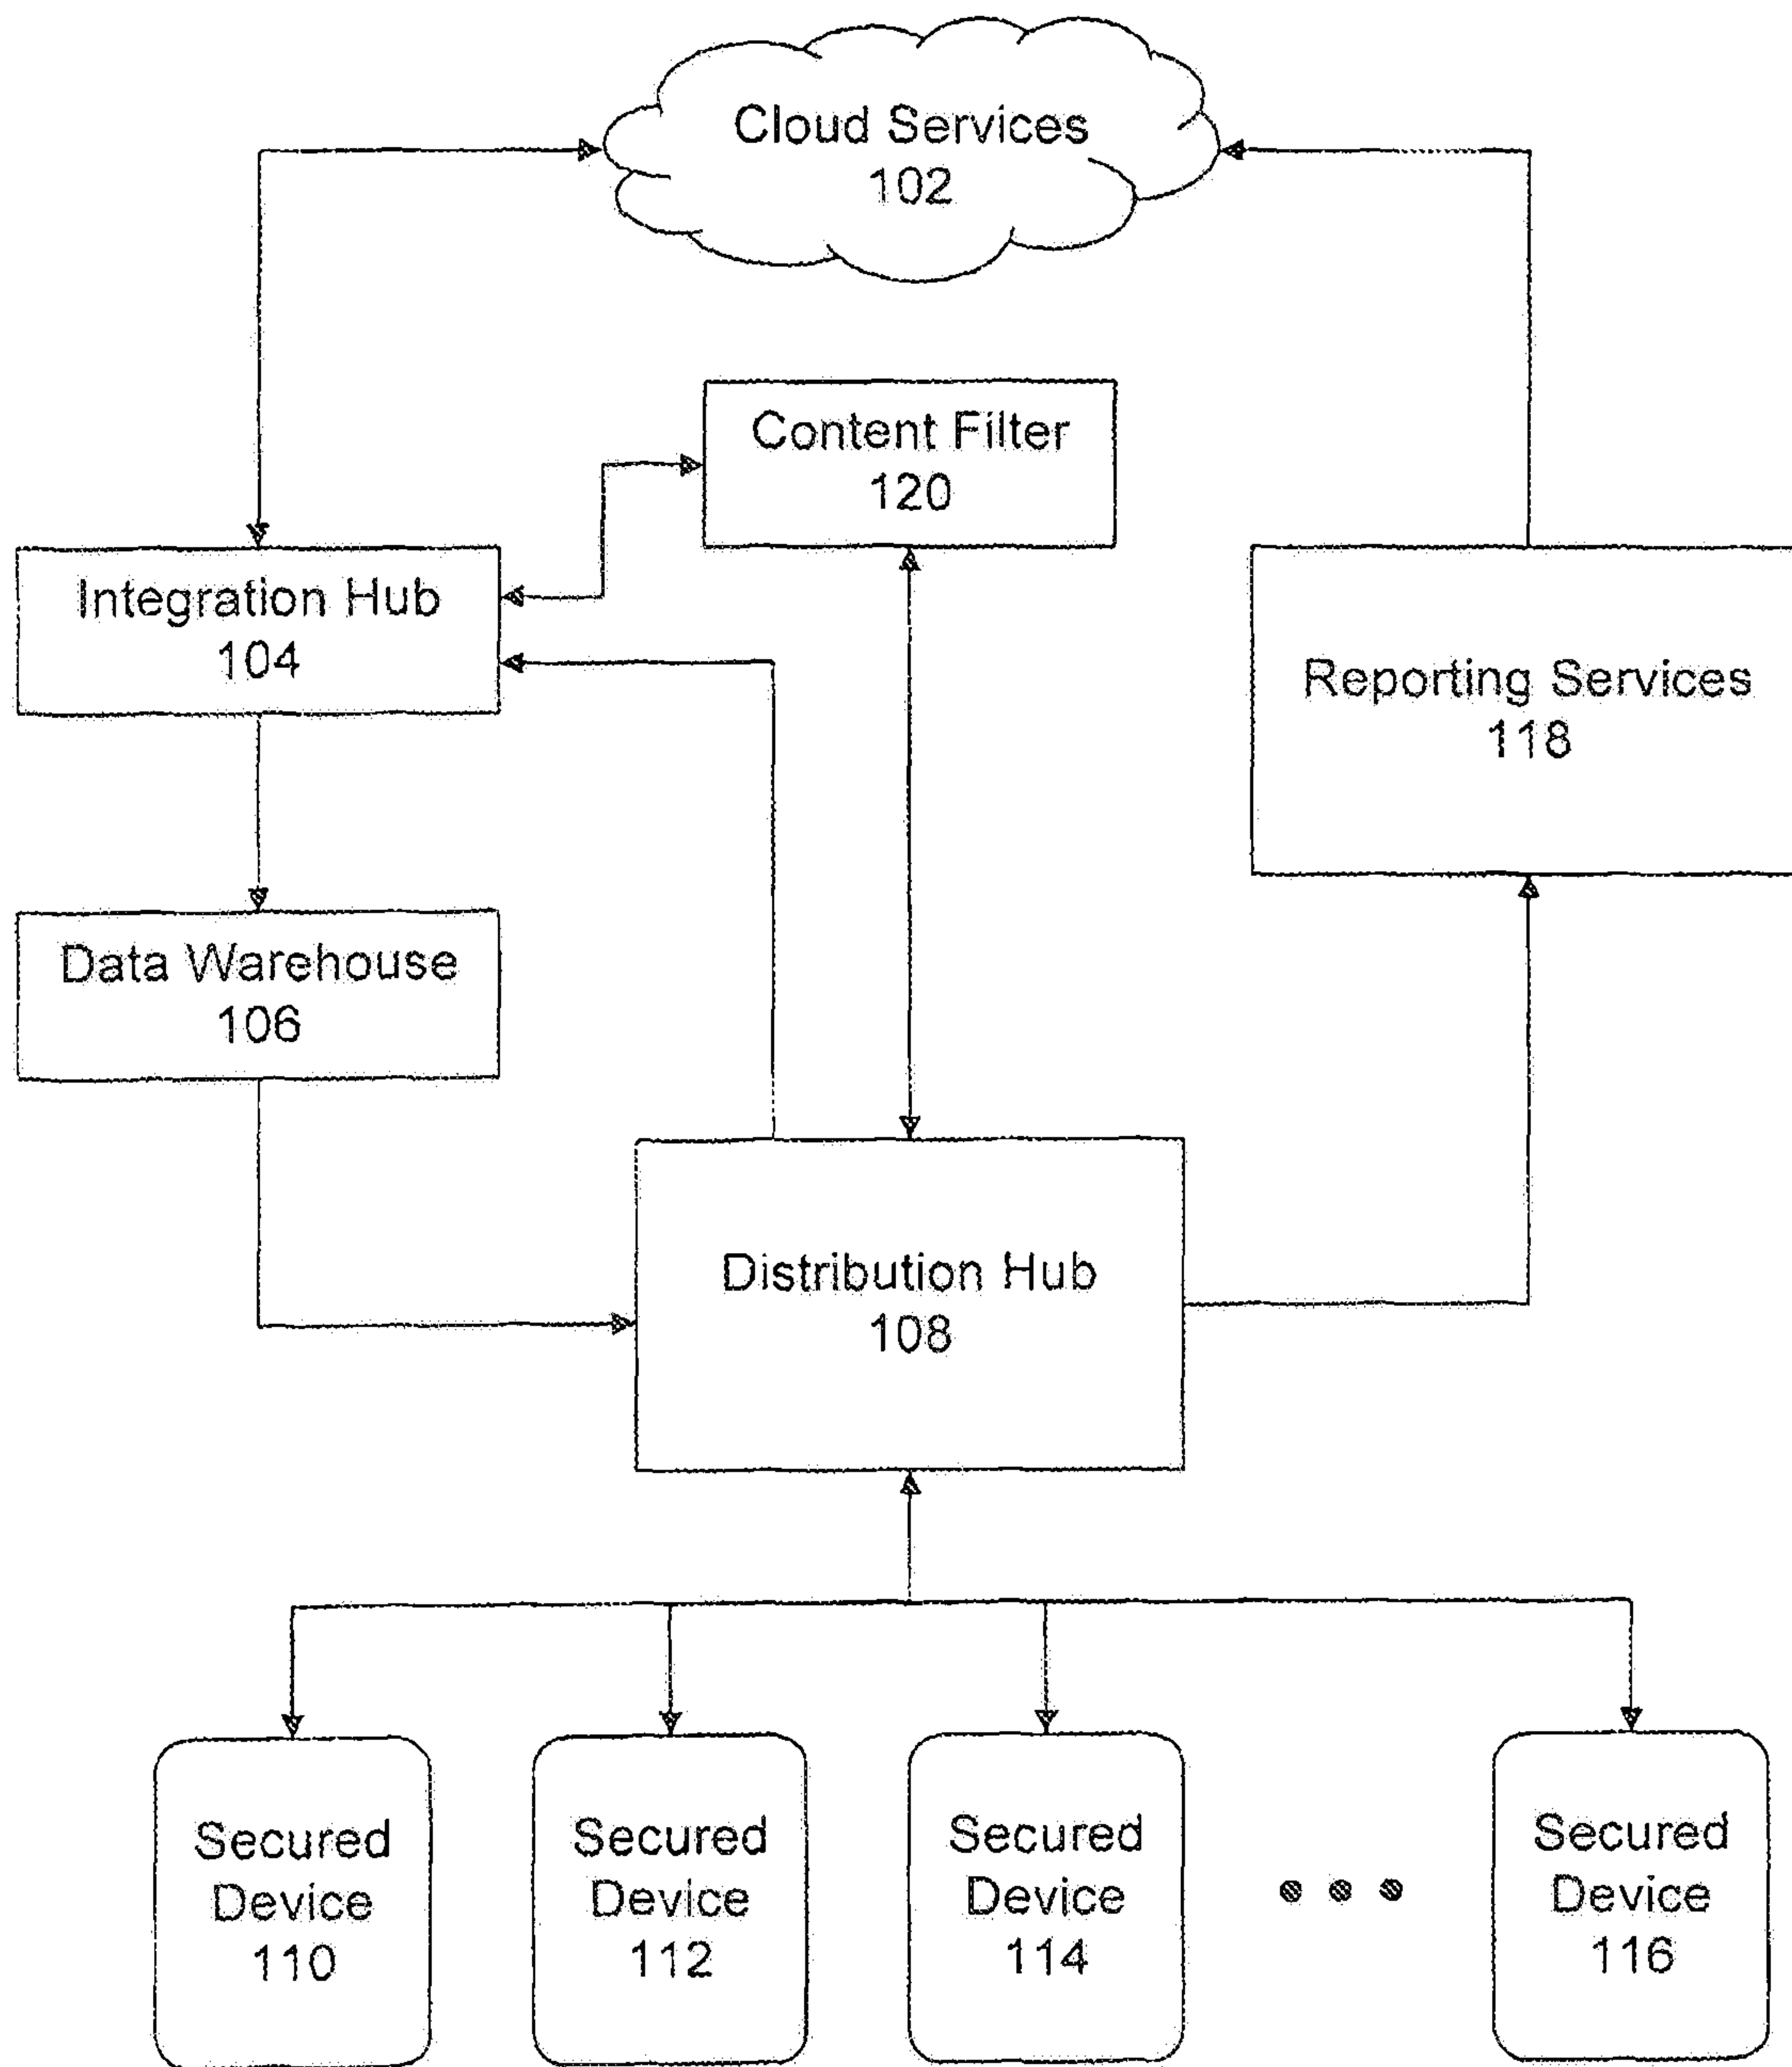 Cloud Services
102
Content Filter
120
Integration Hub
104
Reporting Services
118
Data Warehouse
106
Distribution Hub
108
Secured
Device
110
Secured
Device
112
Secured
Device
114
Secured
Device
116